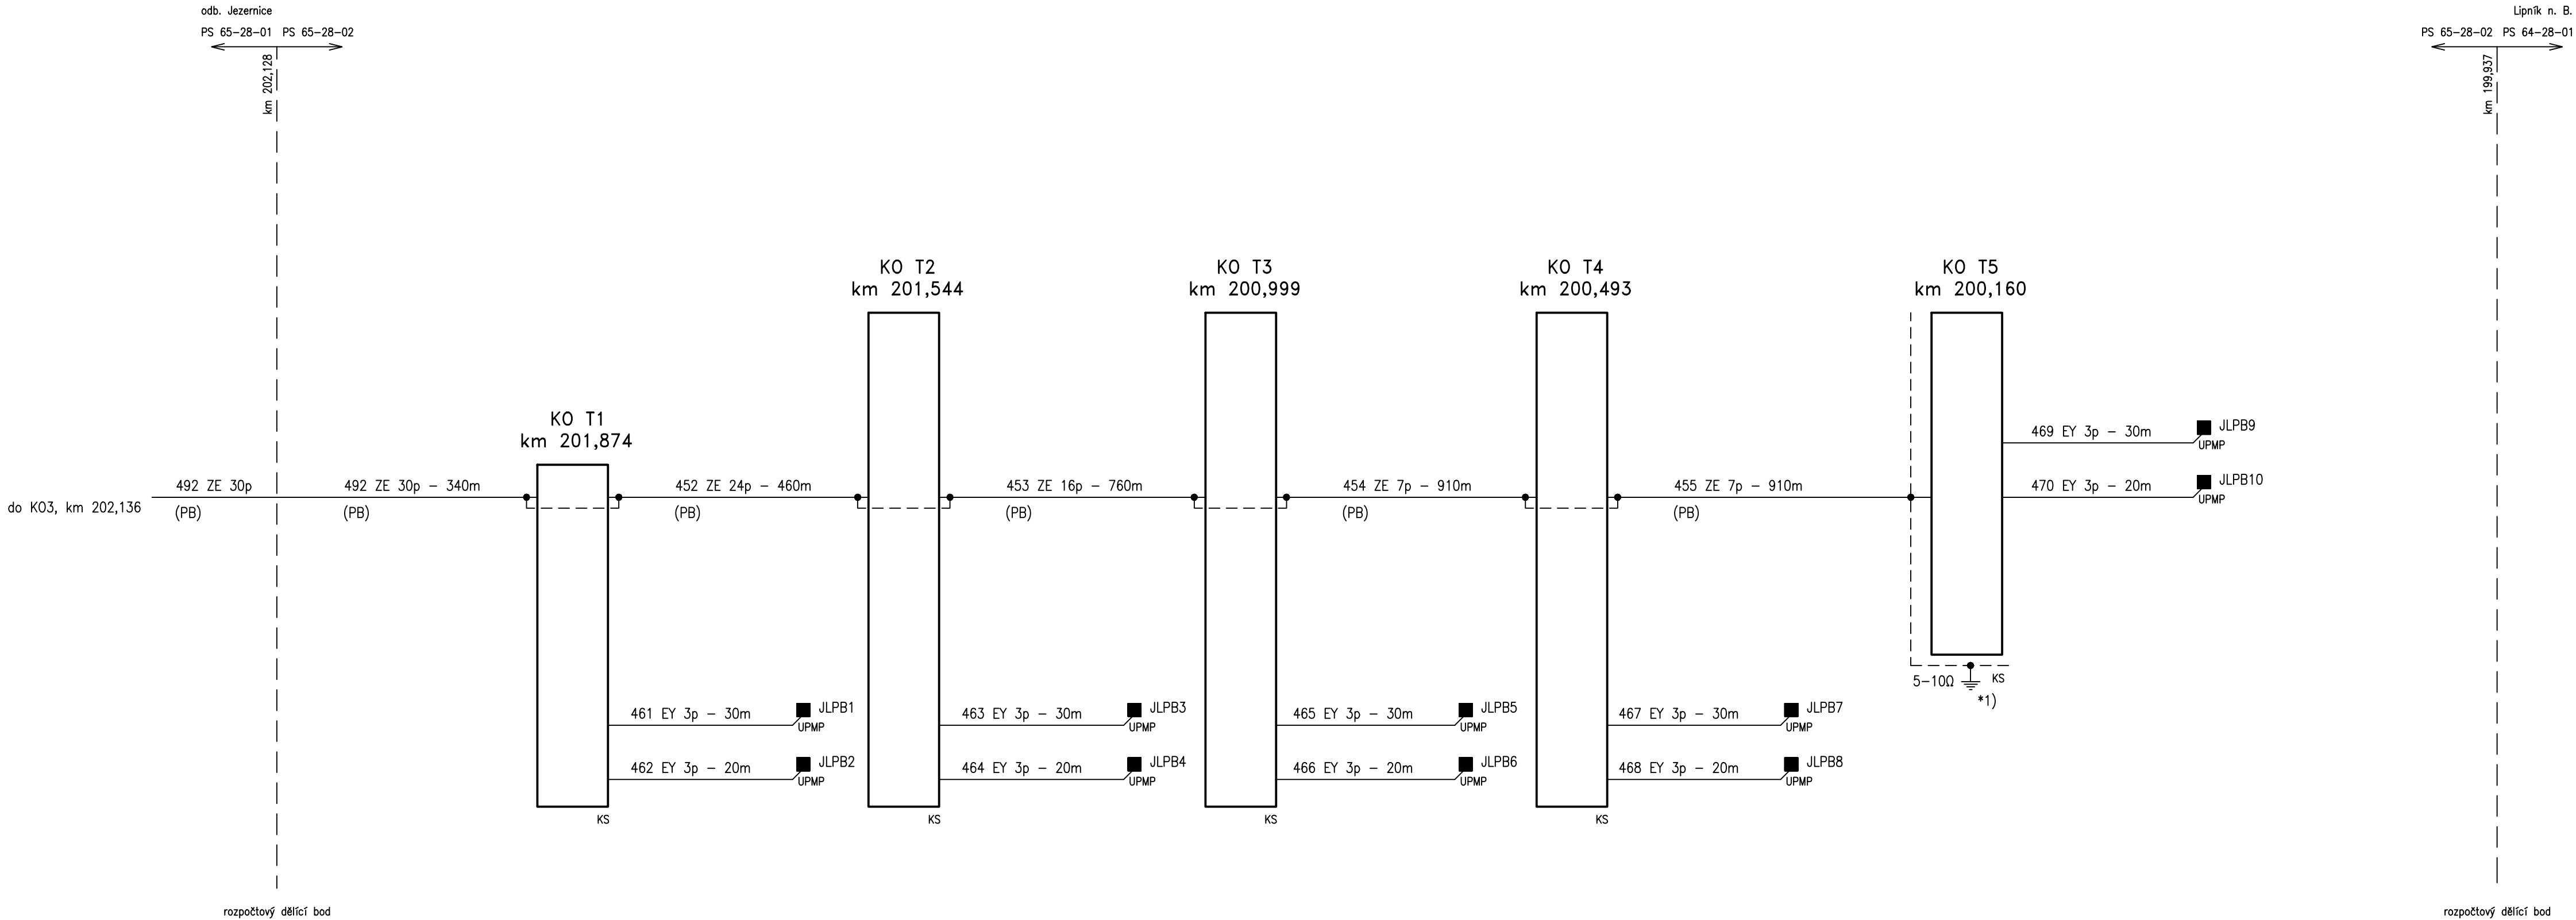 odb. Jezernice
PS 65-28-01 PS 65-28-02
km 202,128
Lipník n. B.
PS 65-28-02 PS 64-28-01
km 199,937
KO T1
km 201,874
KO T2
km 201,544
KO T3
km 200,999
KO T4
km 200,493
KO T5
km 200,160
do KO3, km 202,136
492 ZE 30p
(PB)
492 ZE 30p - 340m
(PB)
452 ZE 24p - 460m
(PB)
453 ZE 16p - 760m
(PB)
454 ZE 7p - 910m
(PB)
455 ZE 7p - 910m
(PB)
469 EY 3p - 30m
JLPB9
UPMP
470 EY 3p - 20m
JLPB10
UPMP
5-10Ω
KS
*1)
461 EY 3p - 30m
JLPB1
UPMP
462 EY 3p - 20m
JLPB2
UPMP
KS
463 EY 3p - 30m
JLPB3
UPMP
464 EY 3p - 20m
JLPB4
UPMP
KS
465 EY 3p - 30m
JLPB5
UPMP
466 EY 3p - 20m
JLPB6
UPMP
KS
467 EY 3p - 30m
JLPB7
UPMP
468 EY 3p - 20m
JLPB8
UPMP
KS
rozpočtový dělící bod
rozpočtový dělící bod